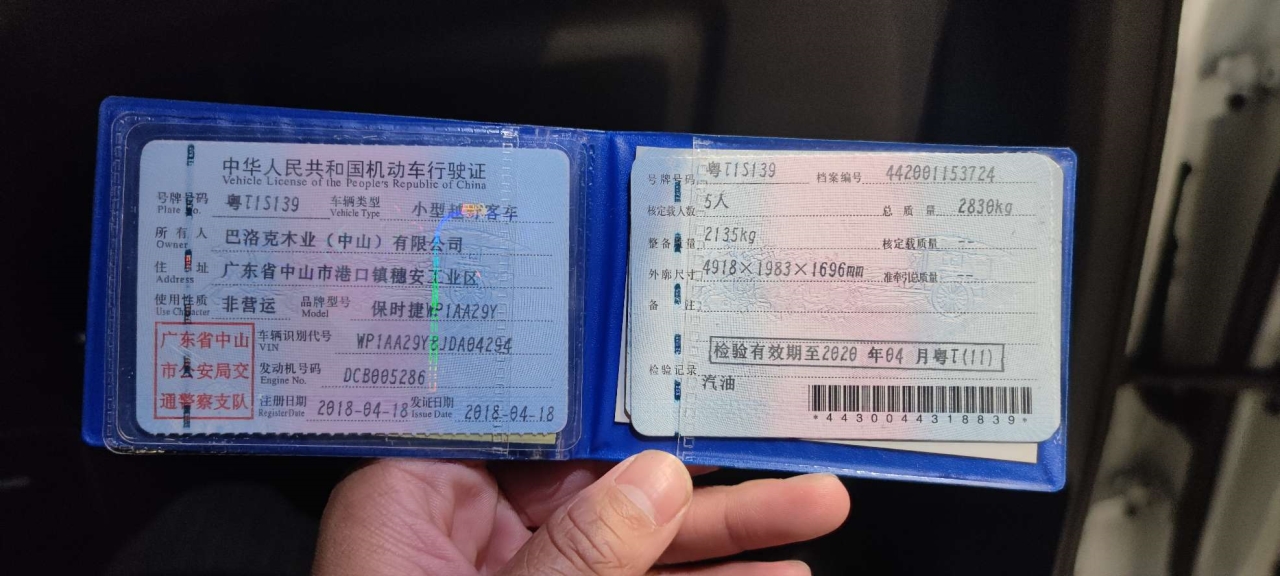 中华人民共和国机动车行驶证
Vehicle License of the People's Republic of China
号牌号码 粤T1S139 车辆类型 小型越野客车
Plate No. Vehicle Type
所有人 巴洛克木业（中山）有限公司
Owner
住址 广东省中山市港口镇穗安工业区
Address
使用性质 非营运 品牌型号 保时捷WP1AA29Y
Use Character Model
广东省中山
市公安局交
通警察支队
车辆识别代号 WP1AA29Y8JDA04294
VIN
发动机号码 DCB005286
Engine No.
注册日期 2018-04-18 发证日期 2018-04-18
Register Date Issue Date
号牌号码 粤T1S139 档案编号 442001153724
核定载人数 5人 总质量 2830kg
整备质量 2135kg 核定载质量 --
外廓尺寸 4918×1983×1696mm 准牵引总质量 --
备注
检验有效期至2020年04月粤T(11)
检验记录
汽油
*4430044318839*